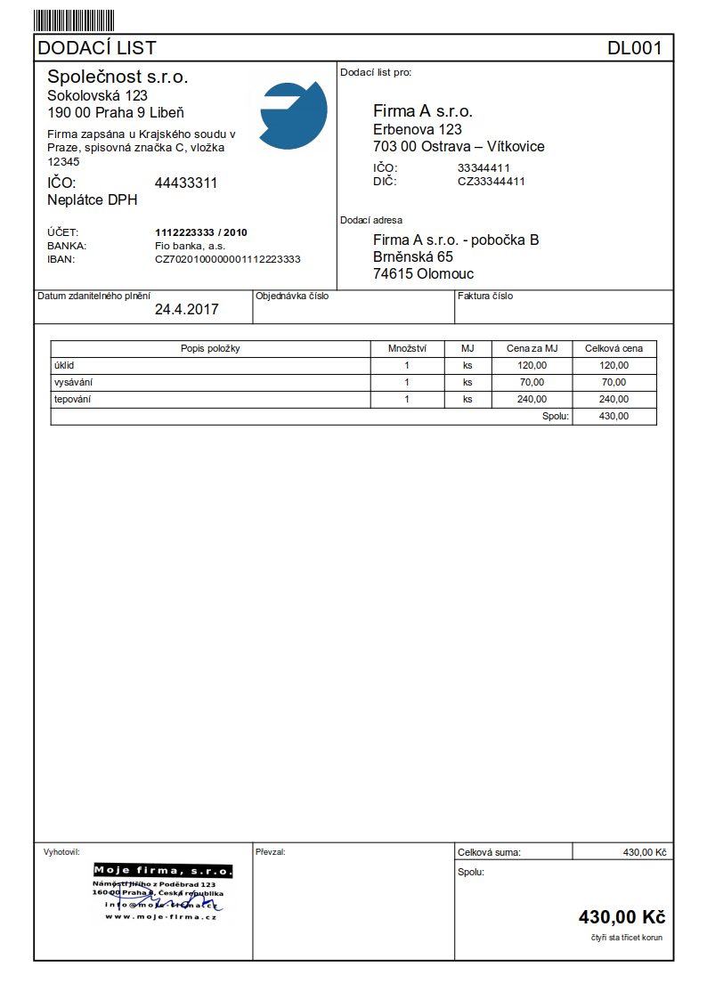 DODACÍ LIST DL001
Společnost s.r.o.
Sokolovská 123
190 00 Praha 9 Libeň
Firma zapsána u Krajského soudu v
Praze, spisovná značka C, vložka
12345
IČO: 44433311
Neplátce DPH
ÚČET: 1112223333 / 2010
BANKA: Fio banka, a.s.
IBAN: CZ7020100000001112223333
Dodací list pro:
Firma A s.r.o.
Erbenova 123
703 00 Ostrava – Vítkovice
IČO: 33344411
DIČ: CZ33344411
Dodací adresa
Firma A s.r.o. - pobočka B
Brněnská 65
74615 Olomouc
Datum zdanitelného plnění
24.4.2017
Objednávka číslo
Faktura číslo
Popis položky Množství MJ Cena za MJ Celková cena
úklid 1 ks 120,00 120,00
vysávání 1 ks 70,00 70,00
tepování 1 ks 240,00 240,00
Spolu: 430,00
Vyhotovil:
Moje firma, s.r.o.
Náměstí Jiřího z Poděbrad 123
160 00 Praha 6, Česká republika
info@moje-firma.cz
www.moje-firma.cz
Převzal:
Celková suma: 430,00 Kč
Spolu:
430,00 Kč
čtyři sta třicet korun